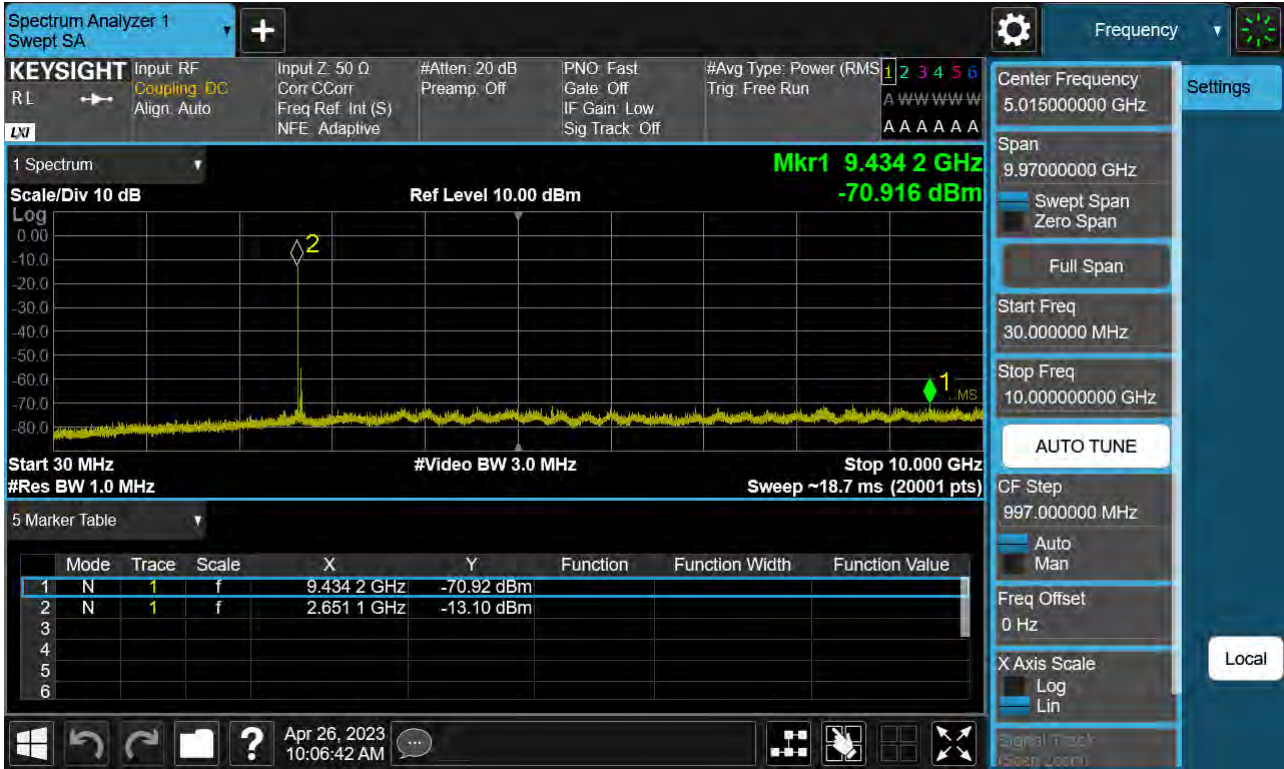 Spectrum Analyzer 1
Swept SA
+
Frequency
KEYSIGHT
RL
LXI
Input: RF
Coupling: DC
Align: Auto
Input Z: 50 Ω
Corr CCorr
Freq Ref: Int (S)
NFE: Adaptive
#Atten: 20 dB
Preamp: Off
PNO: Fast
Gate: Off
IF Gain: Low
Sig Track: Off
#Avg Type: Power (RMS
Trig: Free Run
1 2 3 4 5 6
A W W W W W
A A A A A A
1 Spectrum
Mkr1 9.434 2 GHz
Scale/Div 10 dB
Ref Level 10.00 dBm
-70.916 dBm
Log
0.00
-10.0
-20.0
-30.0
-40.0
-50.0
-60.0
-70.0
-80.0
2
1
Start 30 MHz
#Video BW 3.0 MHz
Stop 10.000 GHz
#Res BW 1.0 MHz
Sweep ~18.7 ms (20001 pts)
5 Marker Table
Mode Trace Scale X Y Function Function Width Function Value
1 N 1 f 9.434 2 GHz -70.92 dBm
2 N 1 f 2.651 1 GHz -13.10 dBm
3
4
5
6
?
Apr 26, 2023
10:06:42 AM
Center Frequency
5.015000000 GHz
Span
9.97000000 GHz
Swept Span
Zero Span
Full Span
Start Freq
30.000000 MHz
Stop Freq
10.000000000 GHz
AUTO TUNE
CF Step
997.000000 MHz
Auto
Man
Freq Offset
0 Hz
X Axis Scale
Log
Lin
Signal Track
(Span Zoom)
Settings
Local